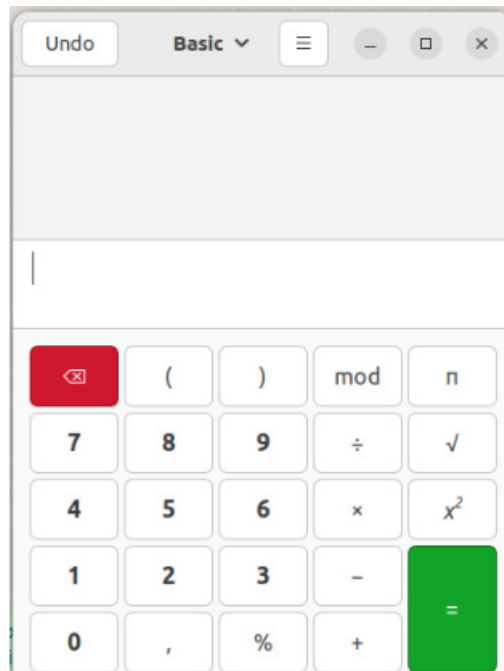 Undo Basic
( ) mod π
7 8 9 ÷ √
4 5 6 × x²
1 2 3 − =
0 , % +